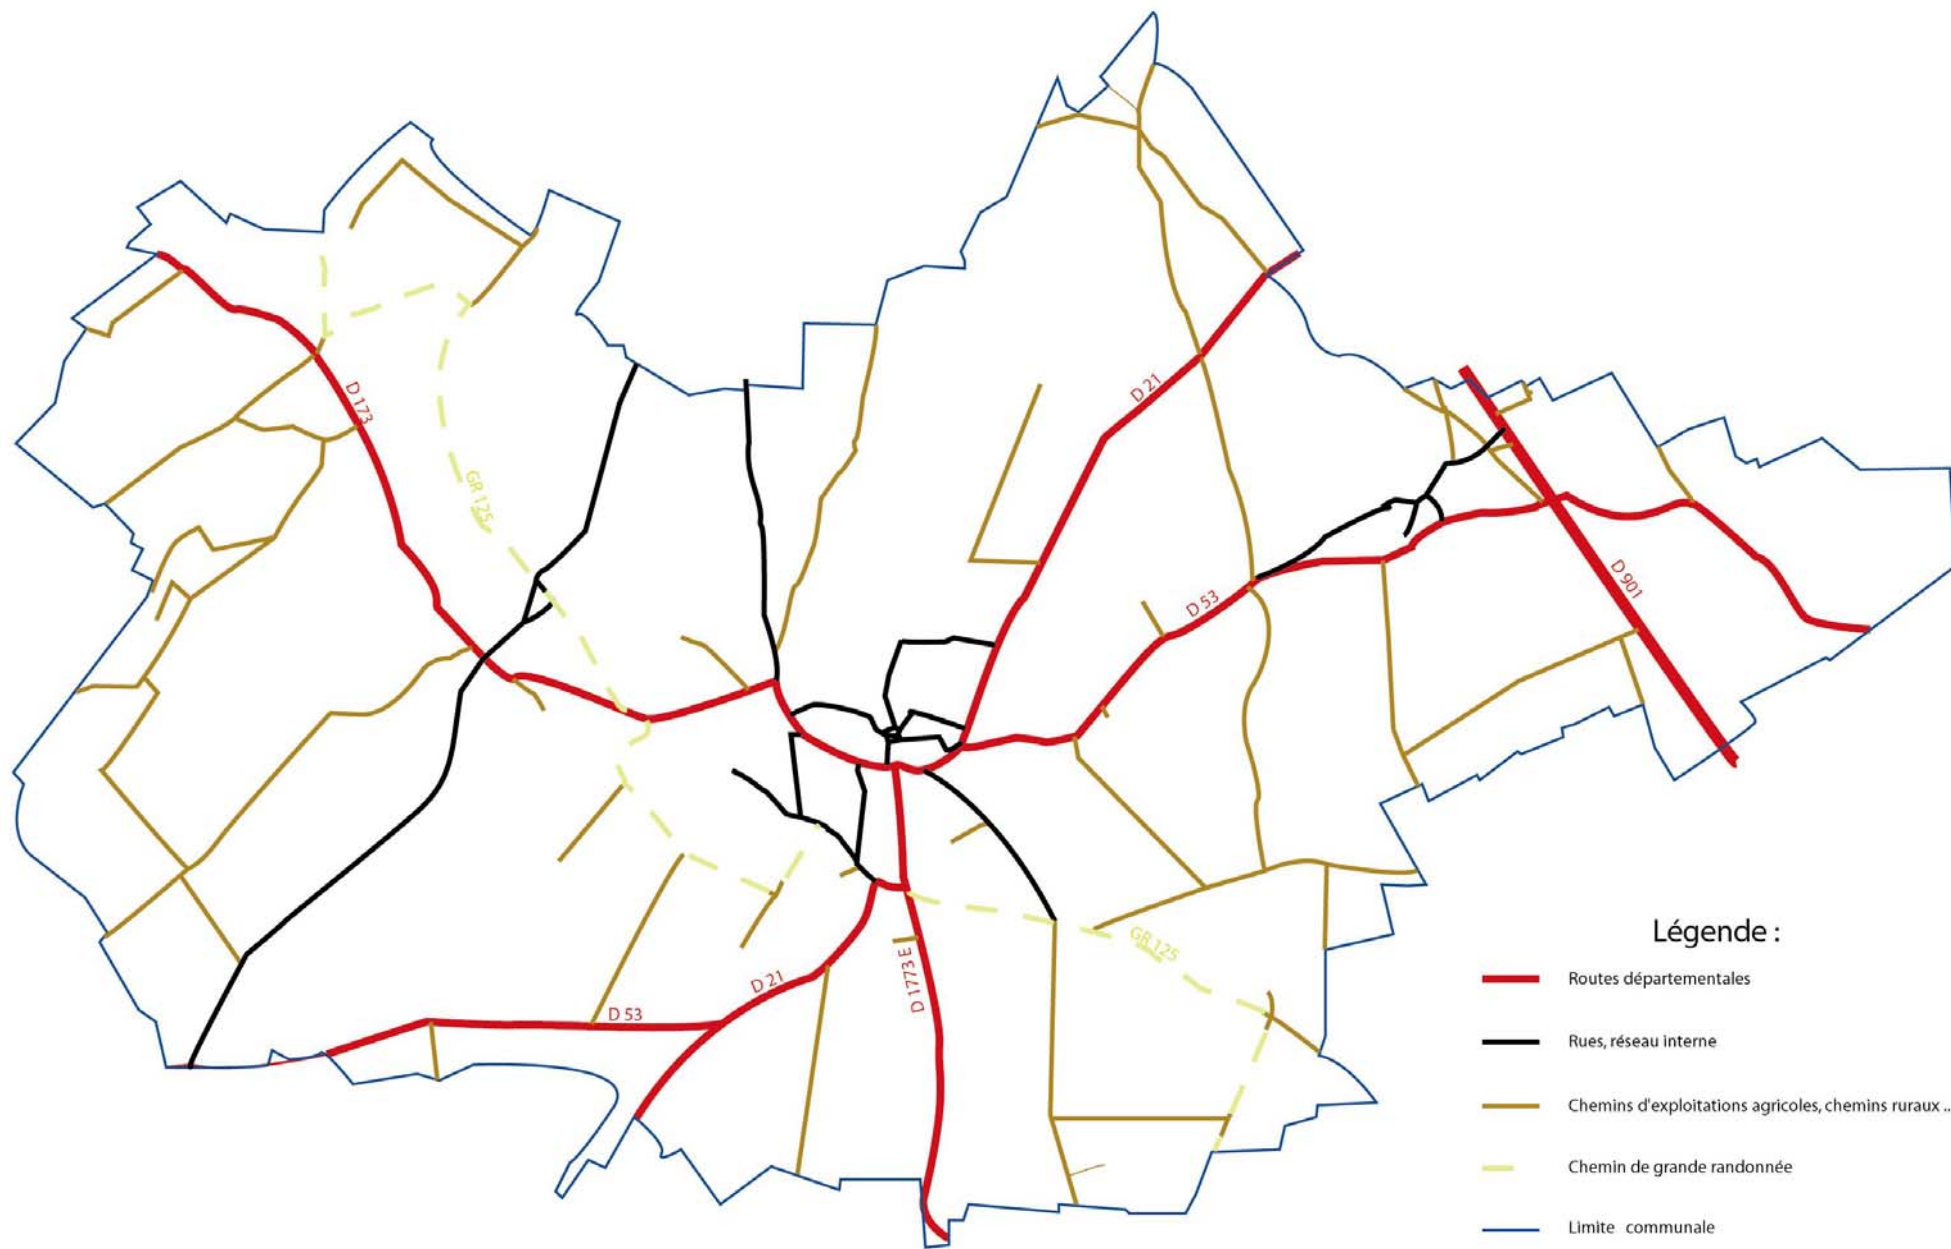 D 173
GR 125
D 21
D 53
D 901
D 21
D 53
D 1773 E
GR 125
Légende :
Routes départementales
Rues, réseau interne
Chemins d'exploitations agricoles, chemins ruraux ..
Chemin de grande randonnée
Limite communale